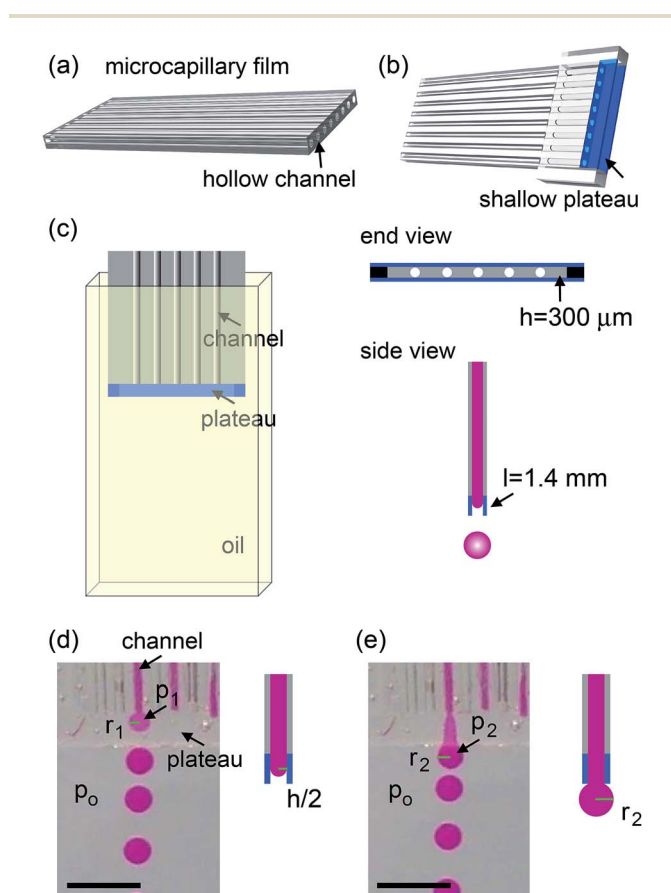 (a) microcapillary film
hollow channel
(b)
shallow plateau
(c)
channel
plateau
oil
end view
h=300 μm
side view
l=1.4 mm
(d) channel
p1
r1
plateau
po
h/2
(e)
p2
r2
po
r2